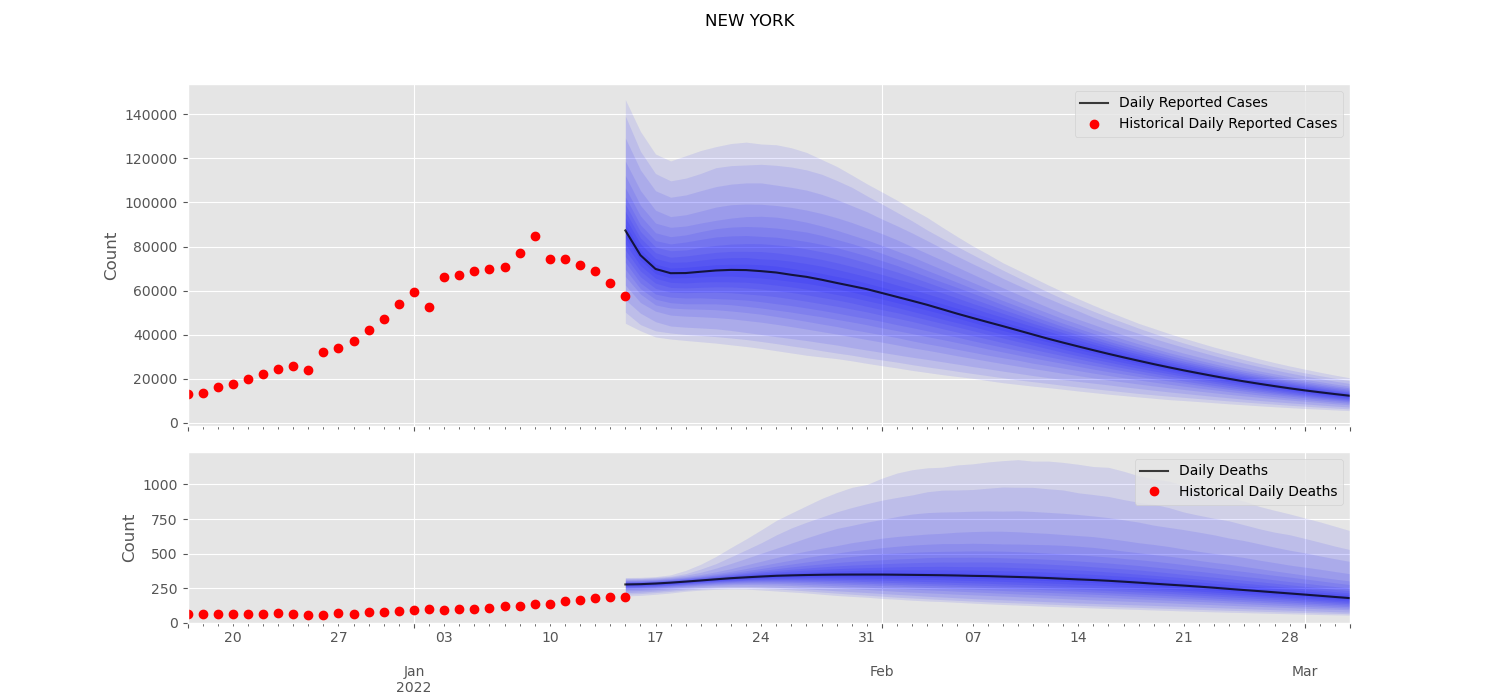 NEW YORK
140000
120000
100000
80000
60000
40000
20000
0
Count
Daily Reported Cases
Historical Daily Reported Cases
1000
750
500
250
0
Count
Daily Deaths
Historical Daily Deaths
20 27 03 10 17 24 31 07 14 21 28
Jan Feb Mar
2022